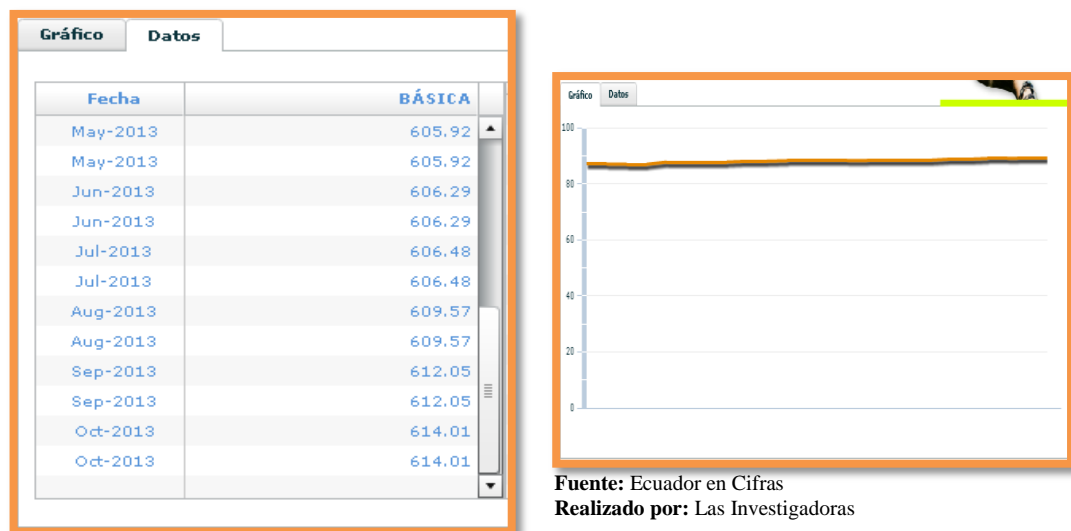 Gráfico Datos
Fecha BÁSICA
May-2013 605.92
May-2013 605.92
Jun-2013 606.29
Jun-2013 606.29
Jul-2013 606.48
Jul-2013 606.48
Aug-2013 609.57
Aug-2013 609.57
Sep-2013 612.05
Sep-2013 612.05
Oct-2013 614.01
Oct-2013 614.01
Gráfico Datos
100
80
60
40
20
0
Fuente: Ecuador en Cifras
Realizado por: Las Investigadoras